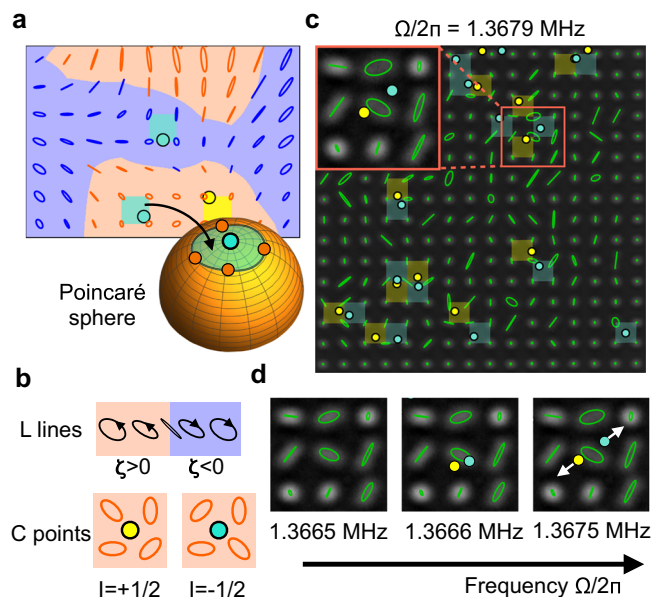 a
Poincaré
sphere
b
L lines
ζ>0
ζ<0
C points
I=+1/2
I=-1/2
c
Ω/2π = 1.3679 MHz
d
1.3665 MHz
1.3666 MHz
1.3675 MHz
Frequency Ω/2π